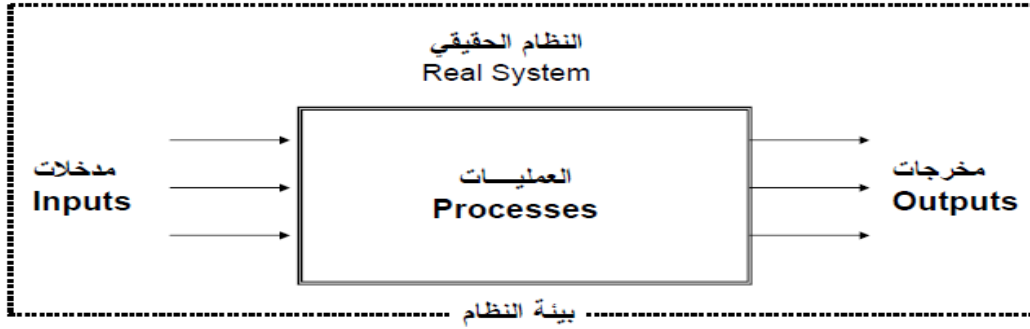 النظام الحقيقي
Real System
مدخلات
Inputs
العمليـــات
Processes
مخرجات
Outputs
بيئة النظام